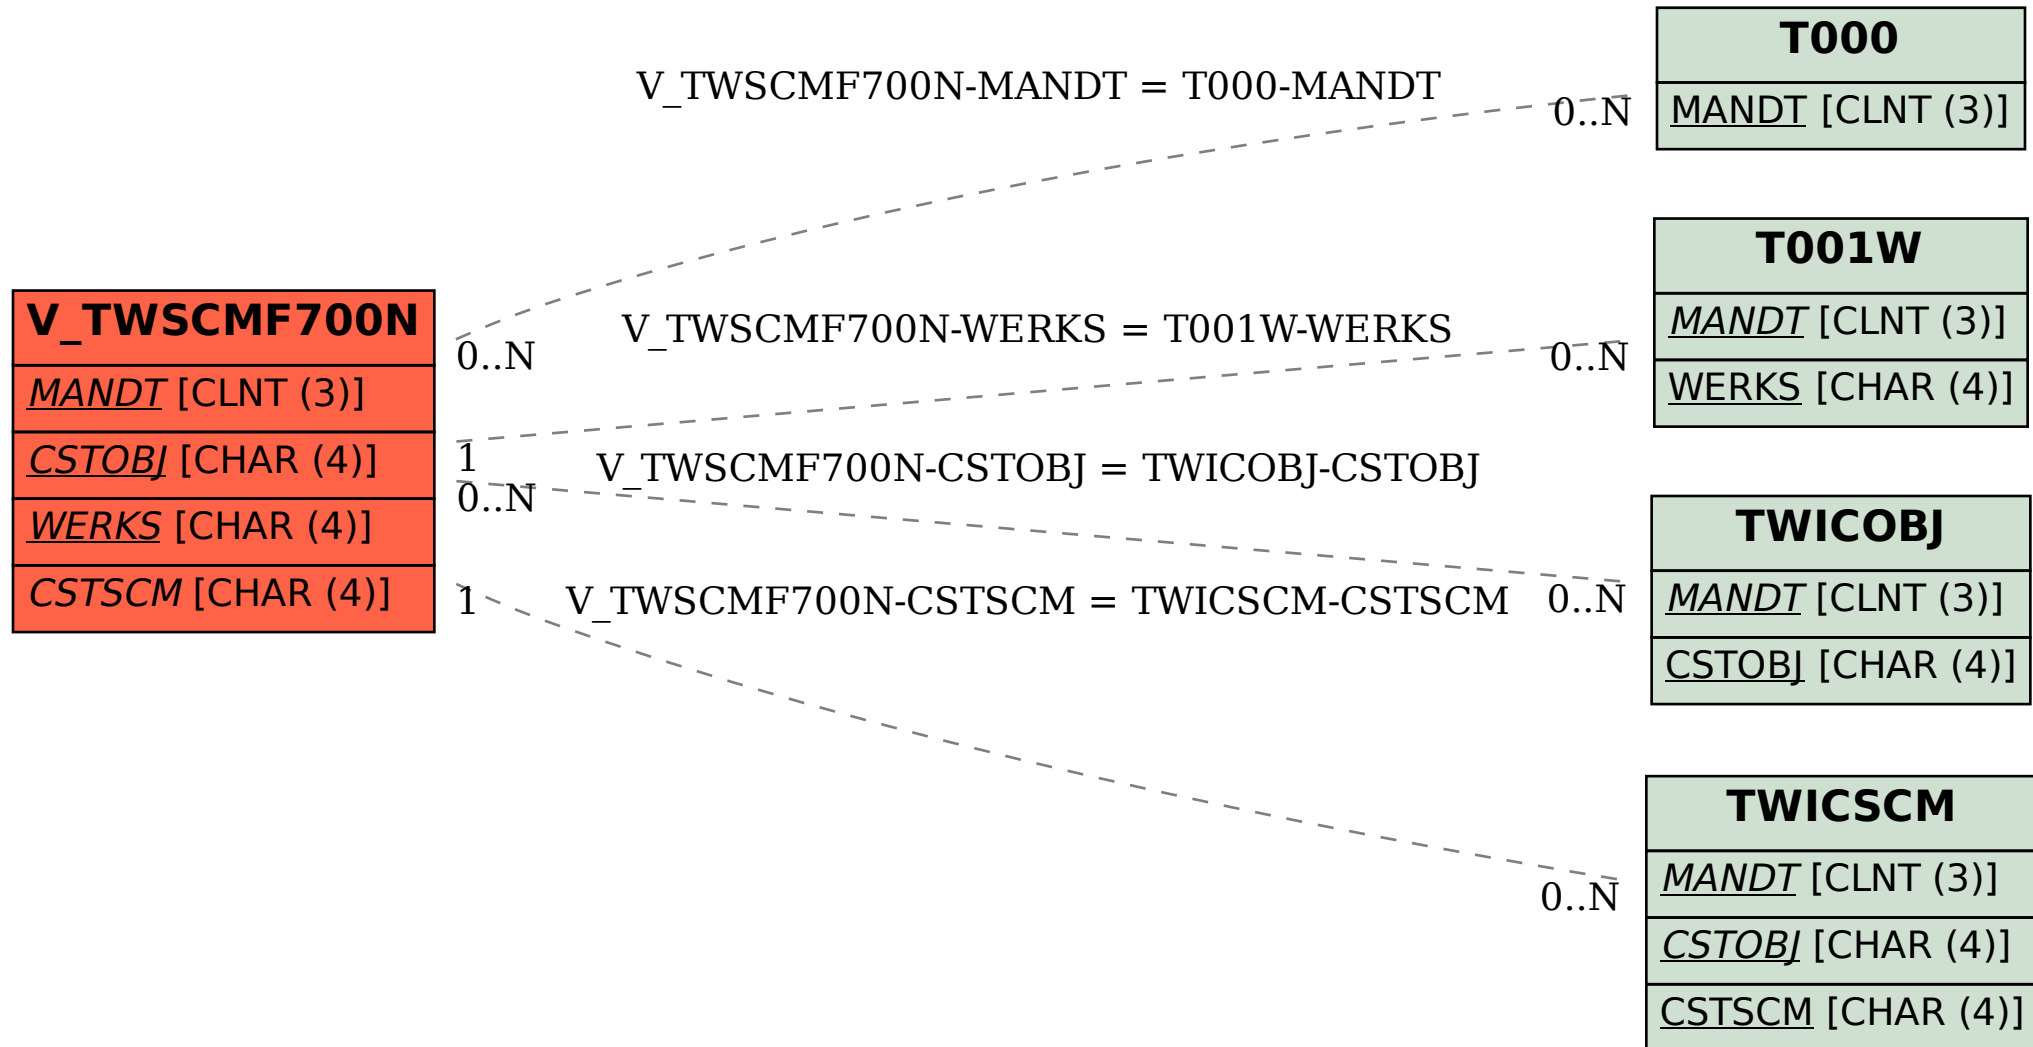 V_TWSCMF700N
MANDT [CLNT (3)]
CSTOBJ [CHAR (4)]
WERKS [CHAR (4)]
CSTSCM [CHAR (4)]
V_TWSCMF700N-MANDT = T000-MANDT
0..N
0..N
V_TWSCMF700N-WERKS = T001W-WERKS
1
0..N
V_TWSCMF700N-CSTOBJ = TWICOBJ-CSTOBJ
0..N
0..N
V_TWSCMF700N-CSTSCM = TWICSCM-CSTSCM
1
0..N
T000
MANDT [CLNT (3)]
T001W
MANDT [CLNT (3)]
WERKS [CHAR (4)]
TWICOBJ
MANDT [CLNT (3)]
CSTOBJ [CHAR (4)]
TWICSCM
MANDT [CLNT (3)]
CSTOBJ [CHAR (4)]
CSTSCM [CHAR (4)]